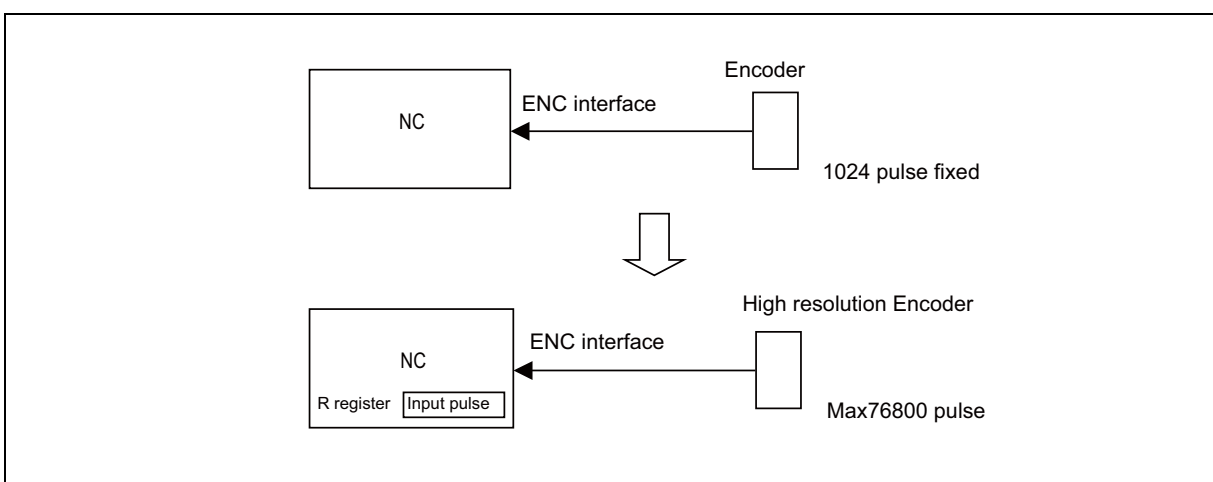 Encoder
ENC interface
NC
1024 pulse fixed
High resolution Encoder
ENC interface
NC
R register Input pulse
Max76800 pulse